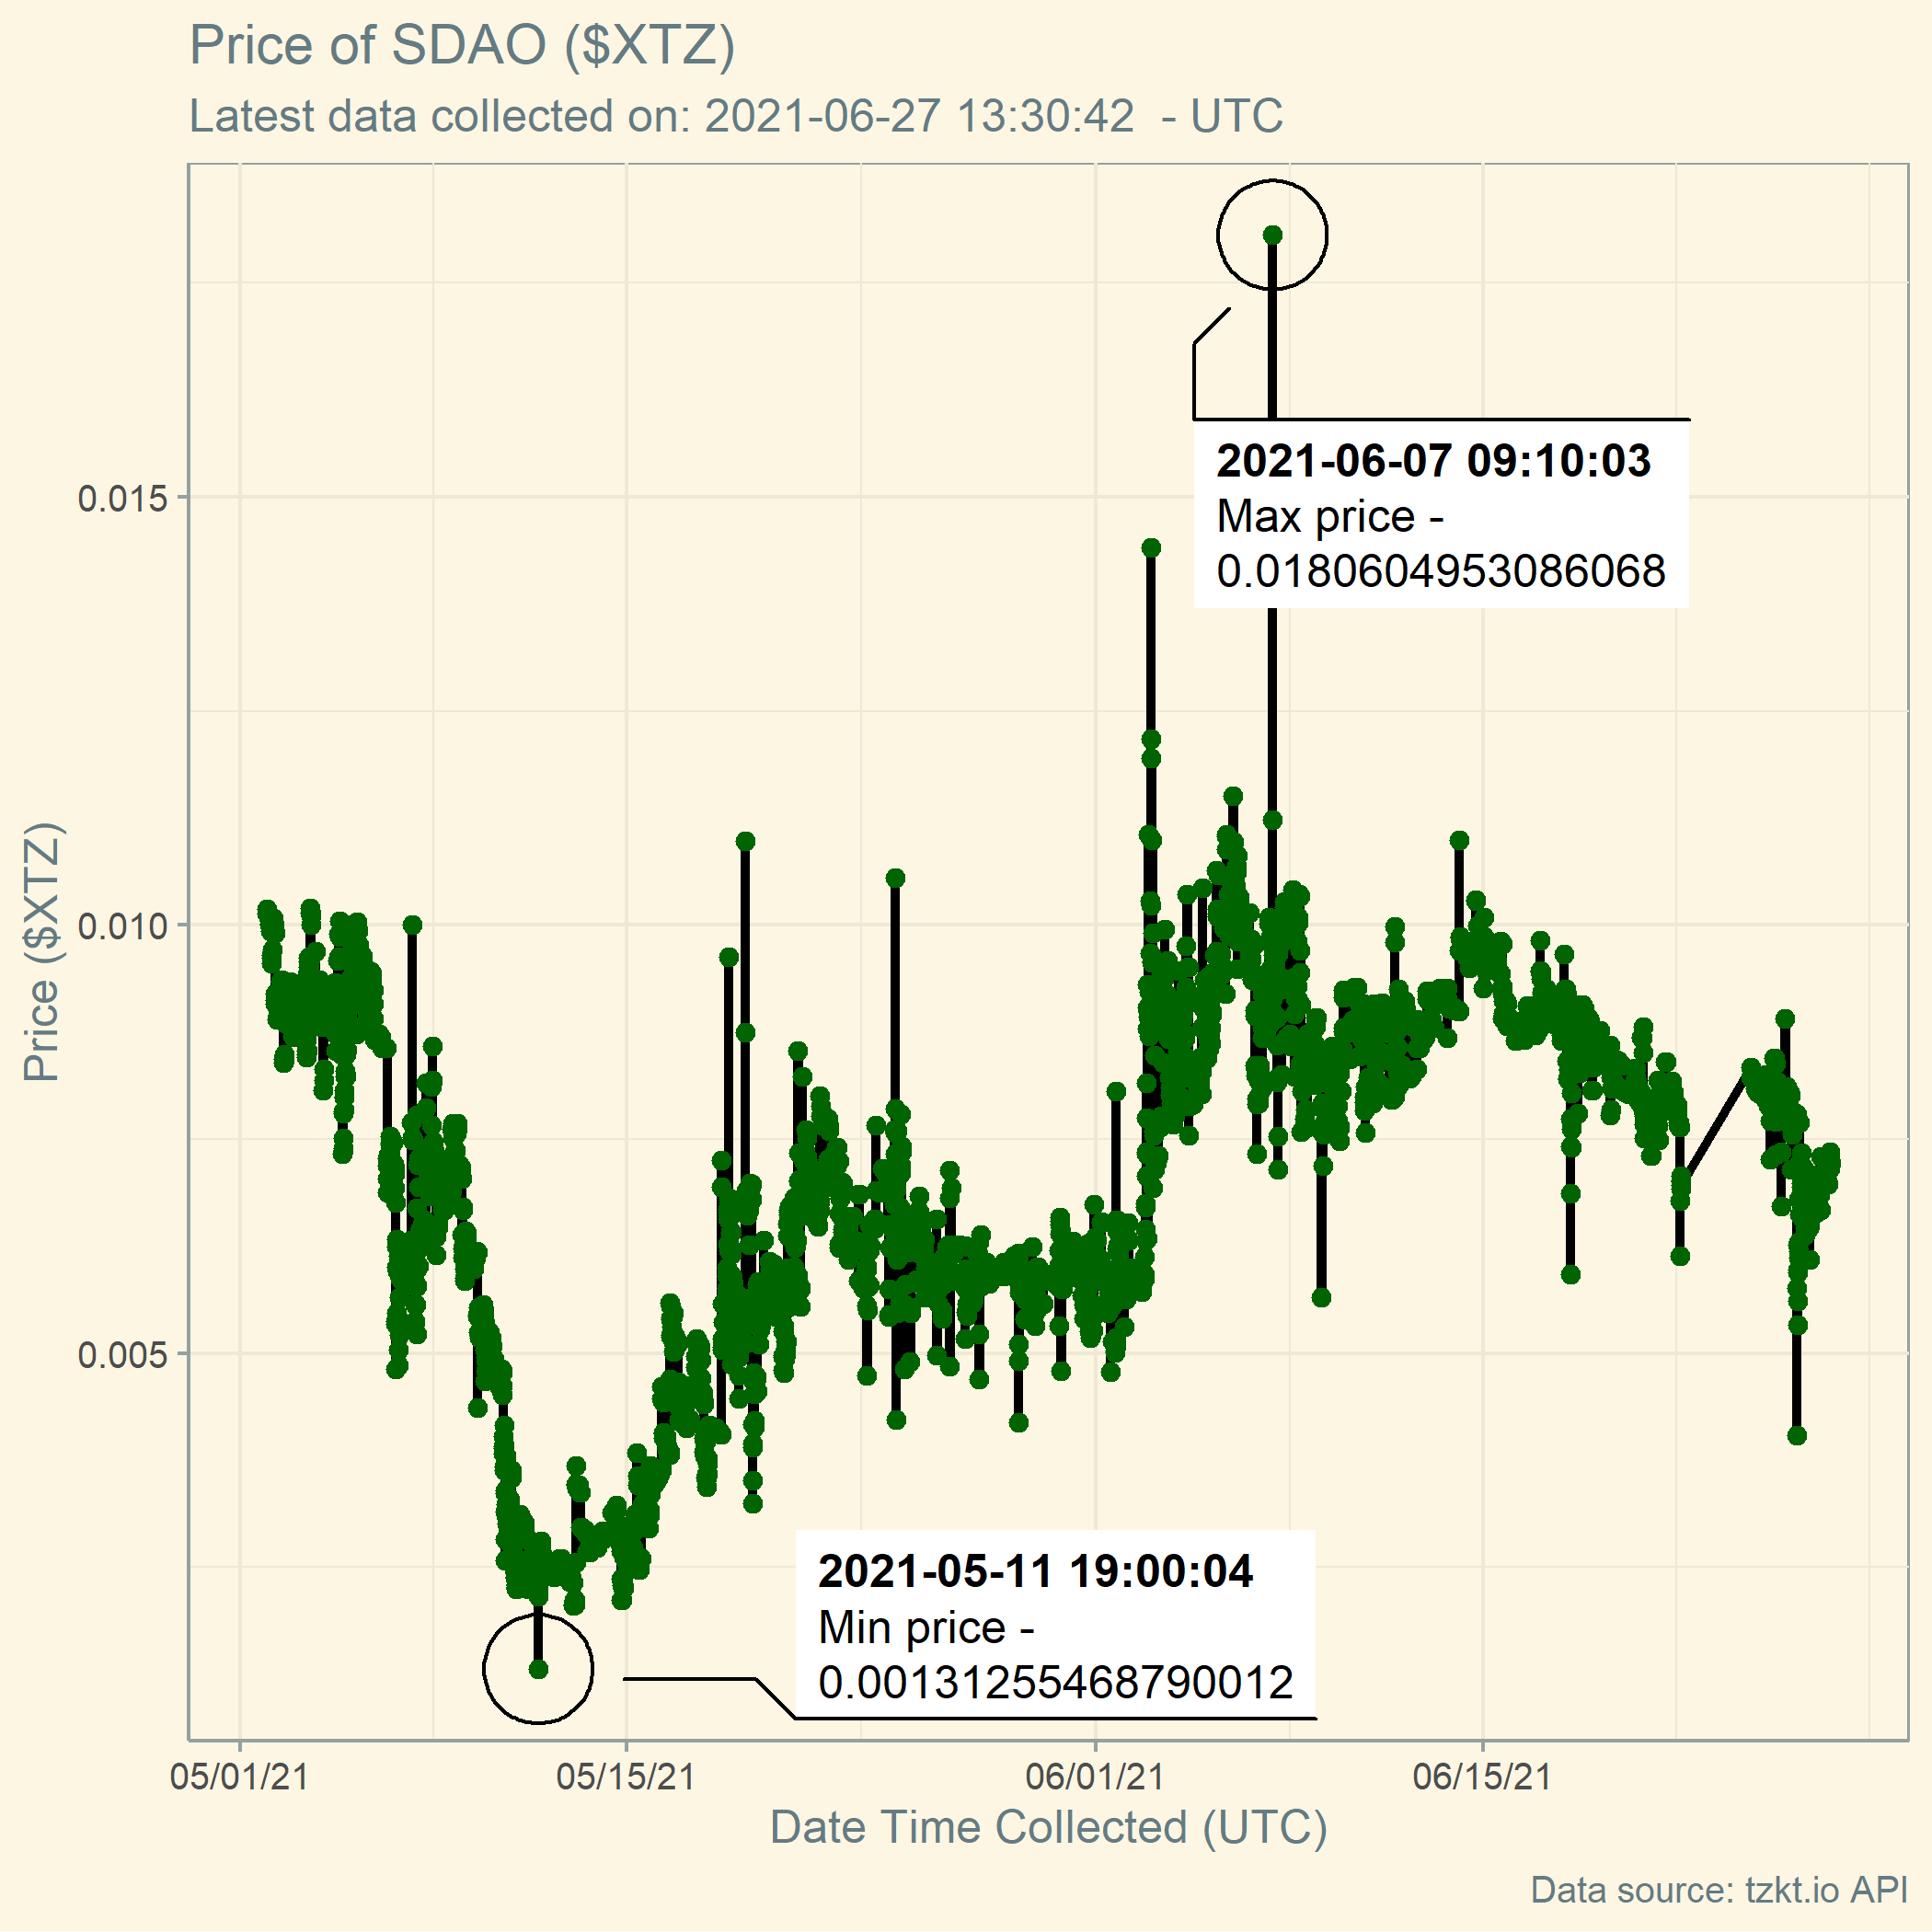 Price of SDAO ($XTZ)
Latest data collected on: 2021-06-27 13:30:42  - UTC
2021-06-07 09:10:03
Max price -
0.0180604953086068
0.015
0.010
0.005
Price ($XTZ)
2021-05-11 19:00:04
Min price -
0.00131255468790012
05/01/21
05/15/21
06/01/21
06/15/21
Date Time Collected (UTC)
Data source: tzkt.io API